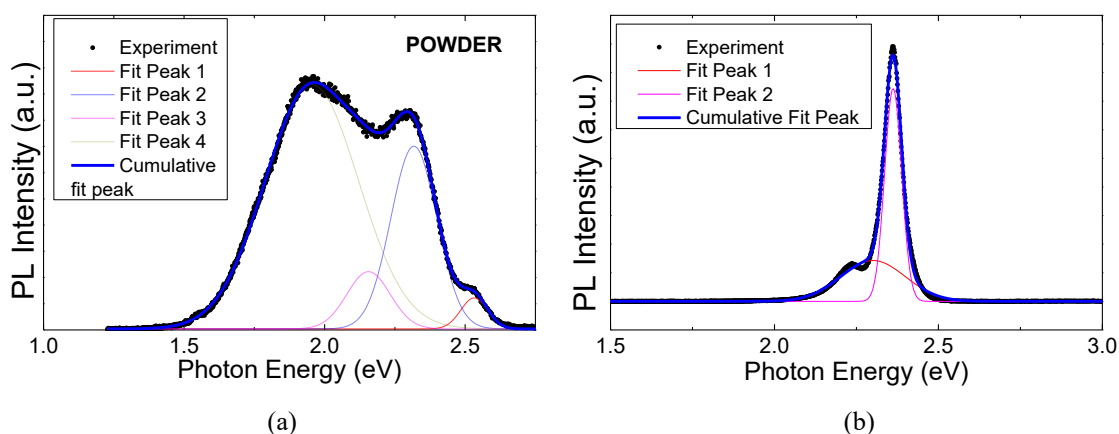 Experiment
Fit Peak 1
Fit Peak 2
Fit Peak 3
Fit Peak 4
Cumulative
fit peak
POWDER
PL Intensity (a.u.)
1.0 1.5 2.0 2.5
Photon Energy (eV)
(a)
Experiment
Fit Peak 1
Fit Peak 2
Cumulative Fit Peak
PL Intensity (a.u.)
1.5 2.0 2.5 3.0
Photon Energy (eV)
(b)